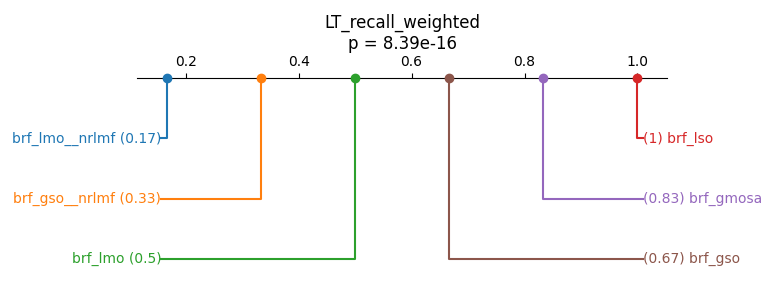 LT_recall_weighted
p = 8.39e-16
0.2 0.4 0.6 0.8 1.0
brf_lmo__nrlmf (0.17) (1) brf_lso
brf_gso__nrlmf (0.33) (0.83) brf_gmosa
brf_lmo (0.5) (0.67) brf_gso